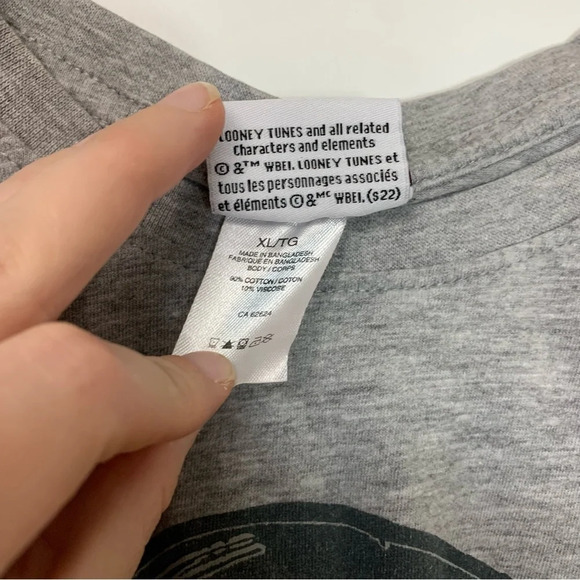 LOONEY TUNES and all related
Characters and elements
© &™ WBEI. LOONEY TUNES et
tous les personnages associés
et éléments ©&ᴹᶜ WBEI. (s22)
XL/TG
MADE IN BANGLADESH
FABRIQUÉ EN BANGLADESH
BODY / CORPS
90% COTTON / COTON
10% VISCOSE
CA 62624